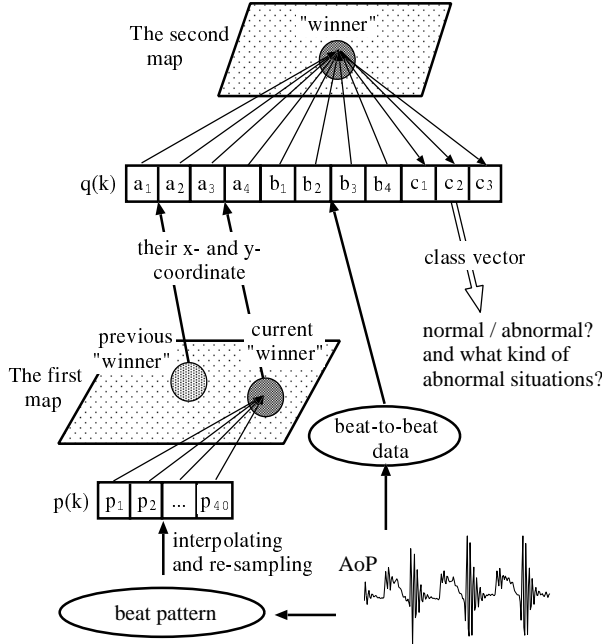 The second
map
"winner"
q(k) a1 a2 a3 a4 b1 b2 b3 b4 c1 c2 c3
their x- and y-
coordinate
class vector
normal / abnormal?
and what kind of
abnormal situations?
previous
"winner"
current
"winner"
The first
map
beat-to-beat
data
p(k) p1 p2 ... p40
interpolating
and re-sampling
AoP
beat pattern